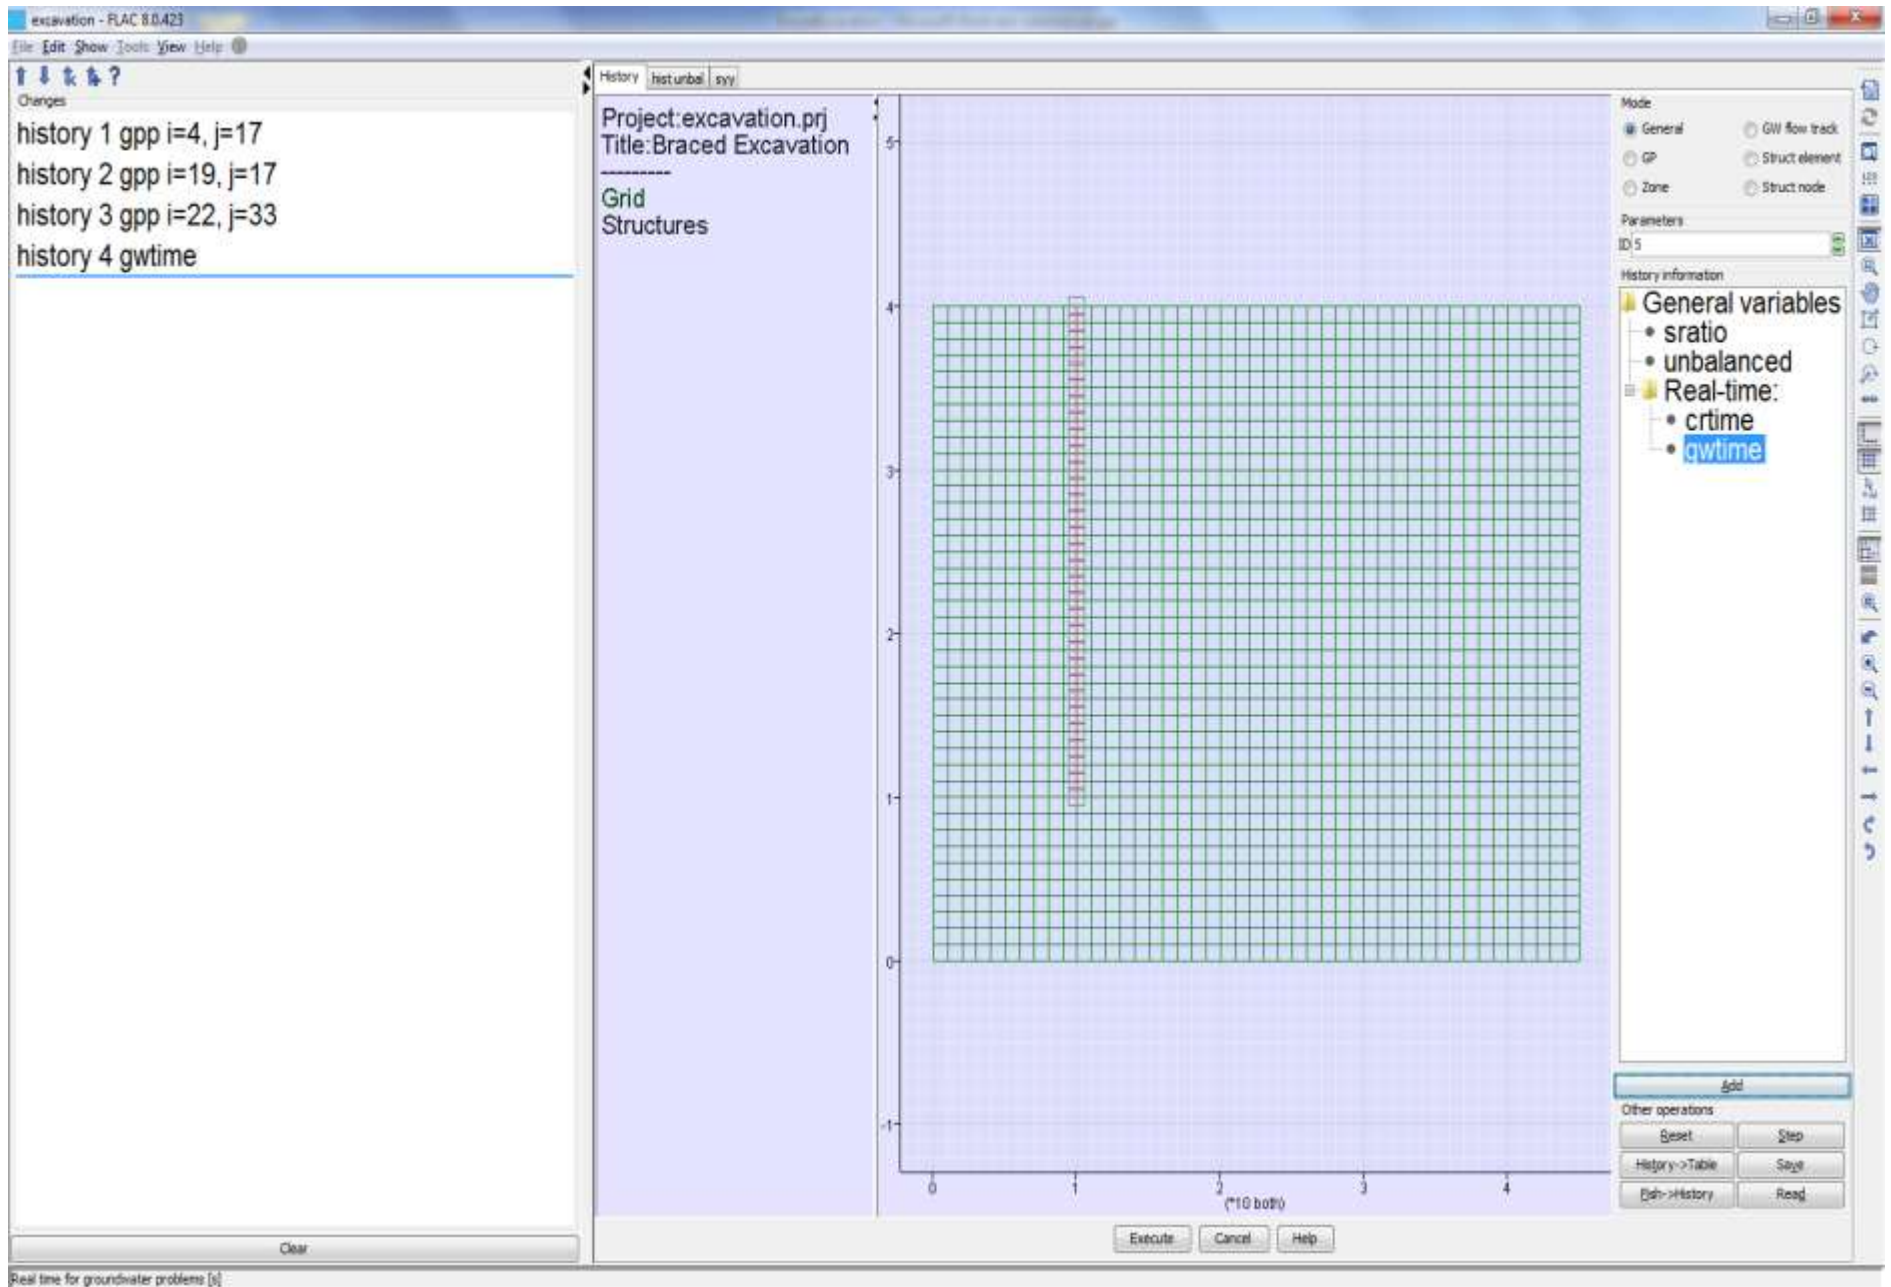 excavation - FLAC 8.0.423
File Edit Show Tools View Help
?
Changes
history 1 gpp i=4, j=17
history 2 gpp i=19, j=17
history 3 gpp i=22, j=33
history 4 gwtime
Clear
Real time for groundwater problems [s]
History hist unbal syy
Project:excavation.prj
Title:Braced Excavation
---------
Grid
Structures
5
4
3
2
1
0
-1
0 1 2 3 4
(*10 both)
Execute Cancel Help
Mode
General GW flow track
GP Struct element
Zone Struct node
Parameters
ID 5
History information
General variables
sratio
unbalanced
Real-time:
crtime
gwtime
Add
Other operations
Reset Step
History->Table Save
Fish->History Read